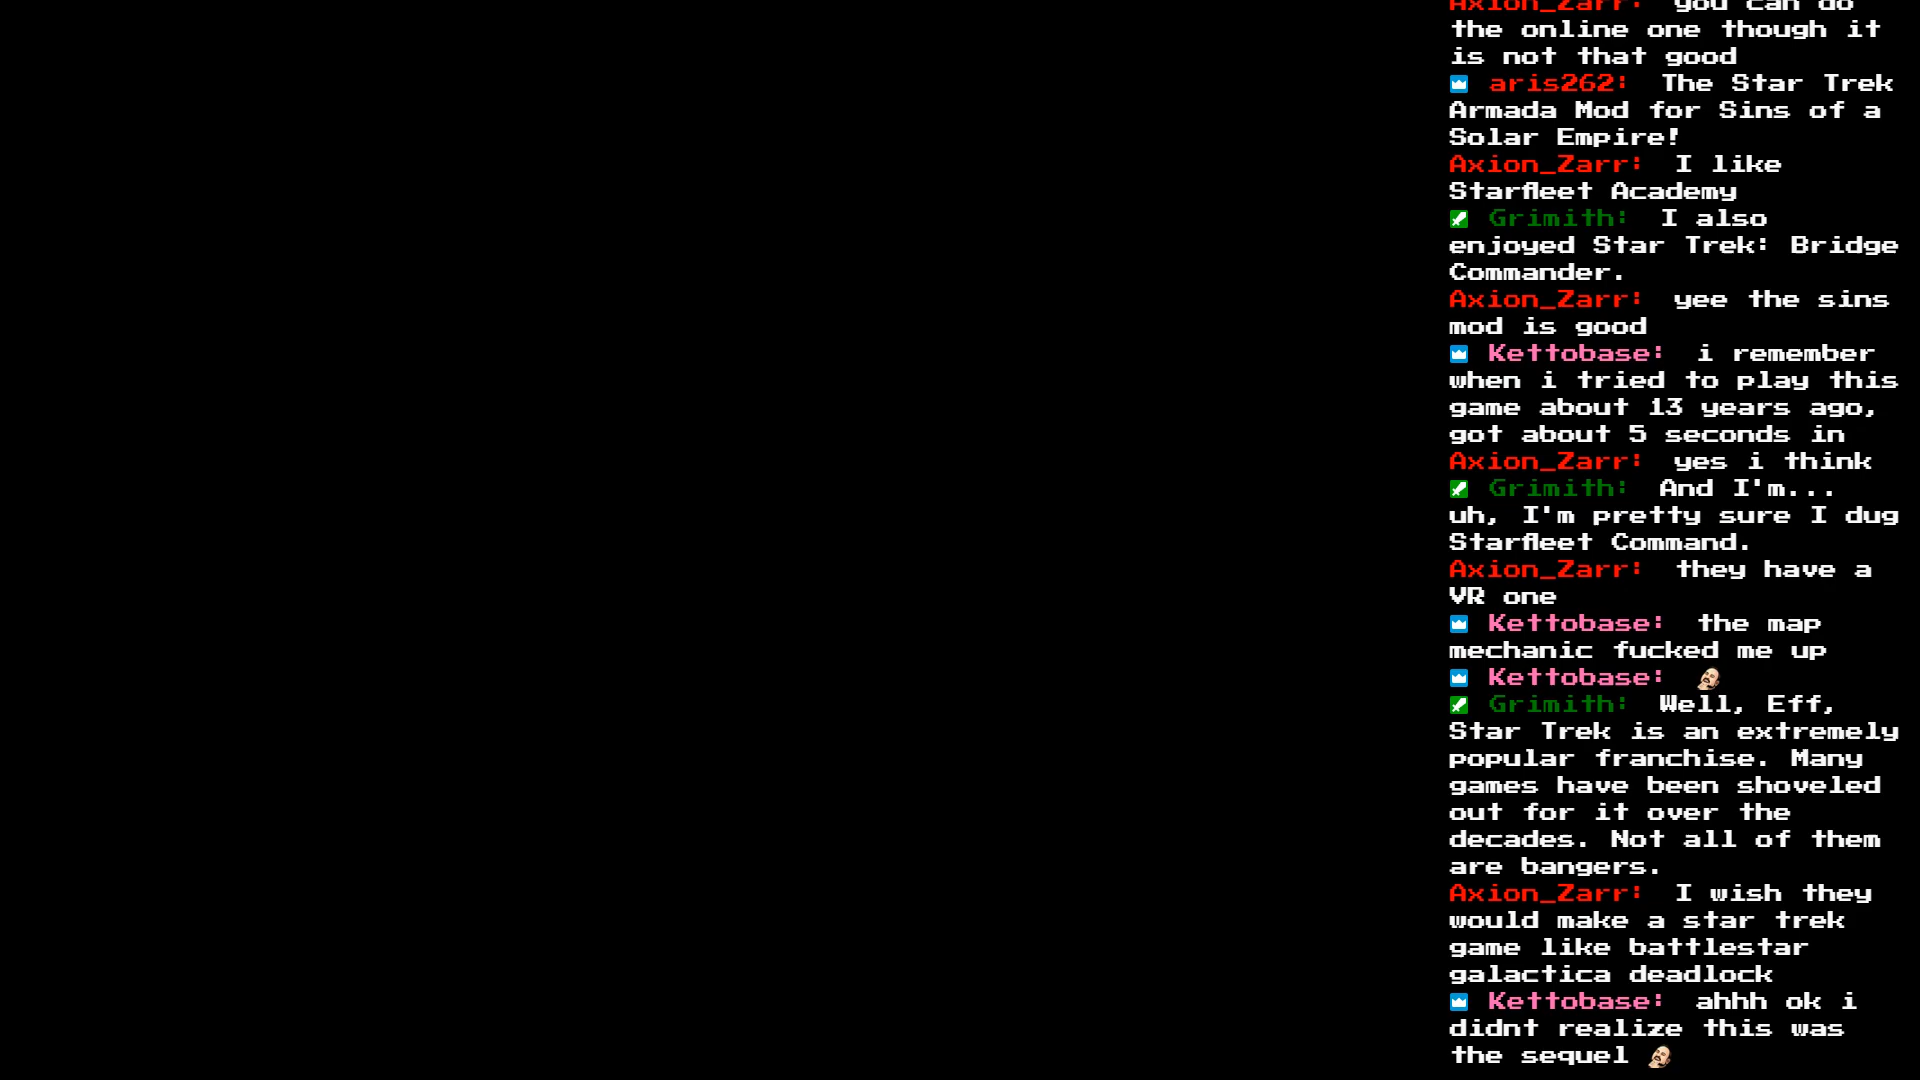 Axion_Zarr: you can do
the online one though it
is not that good
aris262: The Star Trek
Armada Mod for Sins of a
Solar Empire!
Axion_Zarr: I like
Starfleet Academy
Grimith: I also
enjoyed Star Trek: Bridge
Commander.
Axion_Zarr: yee the sins
mod is good
Kettobase: i remember
when i tried to play this
game about 13 years ago,
got about 5 seconds in
Axion_Zarr: yes i think
Grimith: And I'm...
uh, I'm pretty sure I dug
Starfleet Command.
Axion_Zarr: they have a
VR one
Kettobase: the map
mechanic fucked me up
Kettobase:
Grimith: Well, Eff,
Star Trek is an extremely
popular franchise. Many
games have been shoveled
out for it over the
decades. Not all of them
are bangers.
Axion_Zarr: I wish they
would make a star trek
game like battlestar
galactica deadlock
Kettobase: ahhh ok i
didnt realize this was
the sequel